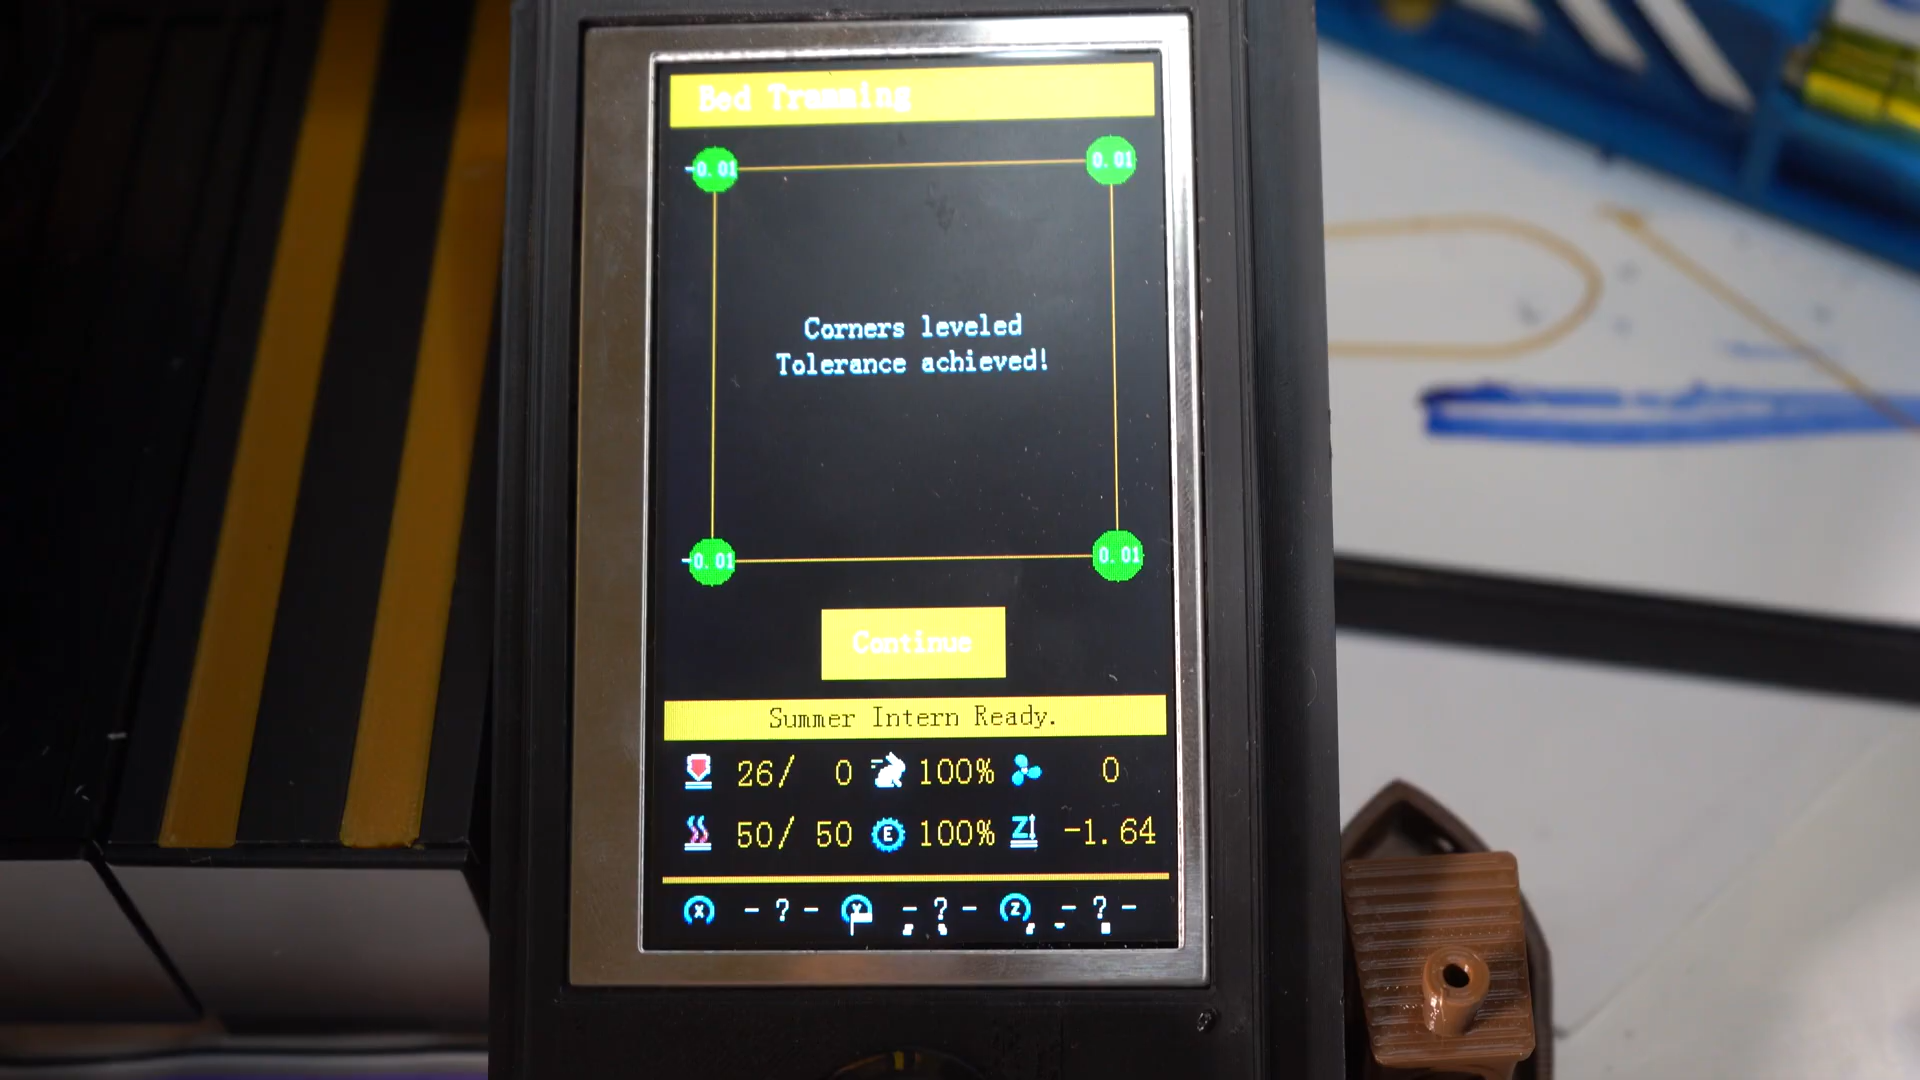 Bed Tramming
-0.01 0.01
Corners leveled
Tolerance achieved!
-0.01 0.01
Continue
Summer Intern Ready.
26/ 0 100% 0
50/ 50 E 100% Z -1.64
X -?- Y -?- Z -?-